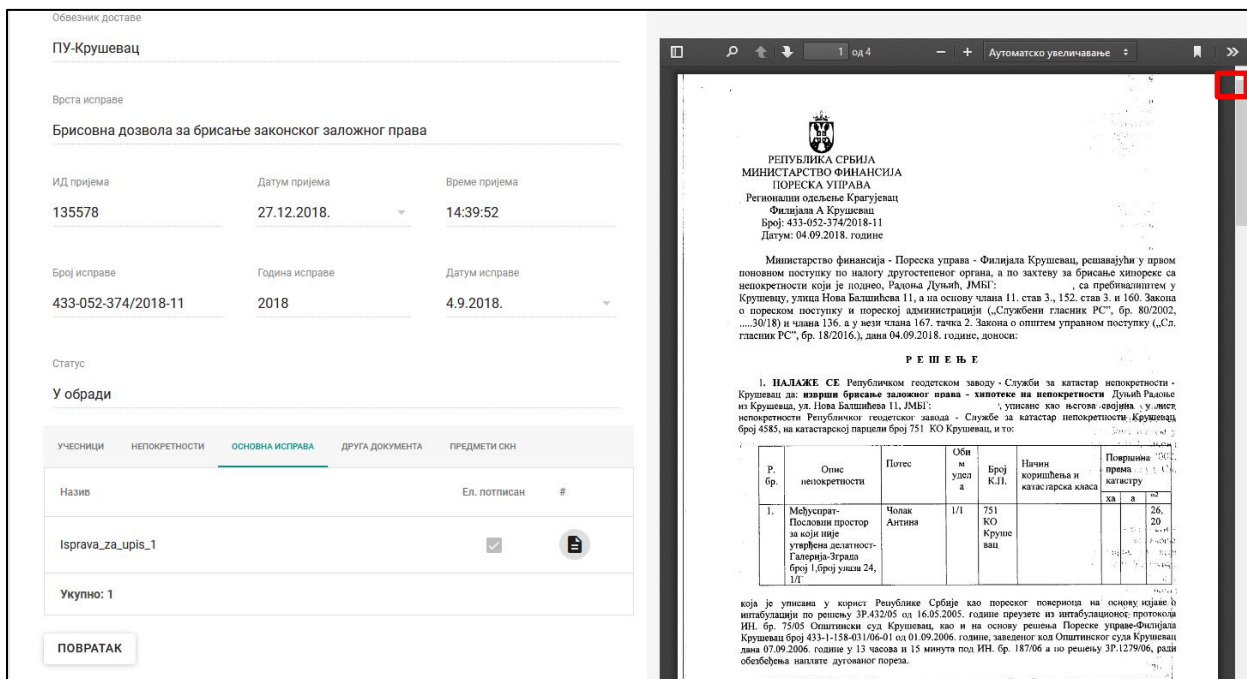 Обвезник доставе
ПУ-Крушевац
Врста исправе
Брисовна дозвола за брисање законског заложног права
ИД пријема
Датум пријема
Време пријема
135578
27.12.2018.
14:39:52
Број исправе
Година исправе
Датум исправе
433-052-374/2018-11
2018
4.9.2018.
Статус
У обради
УЧЕСНИЦИ НЕПОКРЕТНОСТИ ОСНОВНА ИСПРАВА ДРУГА ДОКУМЕНТА ПРЕДМЕТИ СКН
Назив Ел. потписан #
Isprava_za_upis_1
Укупно: 1
ПОВРАТАК
1 од 4 Аутоматско увеличавање
РЕПУБЛИКА СРБИЈА
МИНИСТАРСТВО ФИНАНСИЈА
ПОРЕСКА УПРАВА
Регионални одељење Крагујевац
Филијала А Крушевац
Број: 433-052-374/2018-11
Датум: 04.09.2018. године
Министарство финансија - Пореска управа - Филијала Крушевац, решавајући у првом
поновном поступку по налогу другостепеног органа, а по захтеву за брисање хипореке са
непокретности који је поднео, Радоња Дуњић, ЈМБГ: , са пребивалиштем у
Крушевцу, улица Нова Балшићева 11, а на основу члана 11. став 3., 152. став 3. и 160. Закона
о пореском поступку и пореској администрацији („Службени гласник РС”, бр. 80/2002,
.....30/18) и члана 136. а у вези члана 167. тачка 2. Закона о општем управном поступку („Сл.
гласник РС”, бр. 18/2016.), дана 04.09.2018. године, доноси:
Р Е Ш Е Њ Е
1. НАЛАЖЕ СЕ Републичком геодетском заводу - Служби за катастар непокретности -
Крушевац да: изврши брисање заложног права - хипотеке на непокретности Дуњић Радоње
из Крушевца, ул. Нова Балшићева 11, ЈМБГ: , уписане као његова својина у лист
непокретности Републичког геодетског завода - Службе за катастар непокретности Крушевац
број 4585, на катастарској парцели број 751 КО Крушевац, и то:
Р. бр.
Опис непокретности
Потес
Оби
м
удел
а
Број К.П.
Начин коришћења и катастарска класа
Површина према катастру
ха а м2
1.
Међуспрат-
Пословни простор
за који није
утврђена делатност-
Галерија-Зграда
број 1,број улаза 24,
1/Г
Чолак
Антина
1/1
751
КО
Круше
вац
26,
20
која је уписана у корист Републике Србије као пореског повериоца на основу изјаве о
интабулацији по решењу ЗР.432/05 од 16.05.2005. године преузете из интабулационог протокола
ИН. бр. 75/05 Општински суд Крушевац, као и на основу решења Пореске управе-Филијала
Крушевац број 433-1-158-031/06-01 од 01.09.2006. године, заведеног код Општинског суда Крушевац
дана 07.09.2006. године у 13 часова и 15 минута под ИН. бр. 187/06 а по решењу ЗР.1279/06, ради
обезбеђења наплате дугованог пореза.